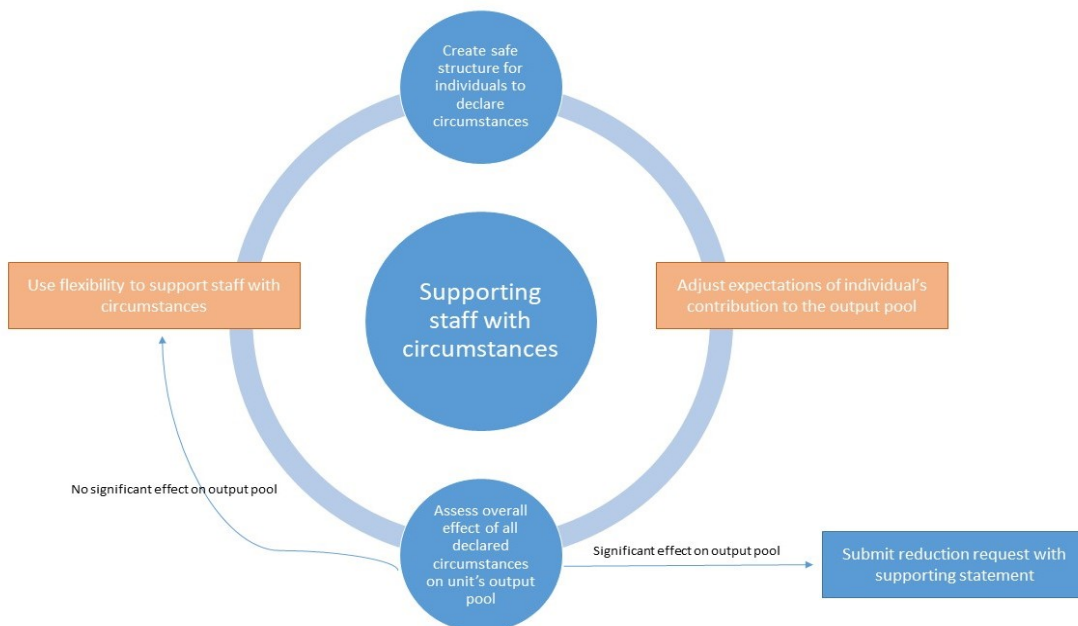 Create safe
structure for
individuals to
declare
circumstances
Use flexibility to support staff with
circumstances
Supporting
staff with
circumstances
Adjust expectations of individual’s
contribution to the output pool
No significant effect on output pool
Assess overall
effect of all
declared
circumstances
on unit’s output
pool
Significant effect on output pool
Submit reduction request with
supporting statement